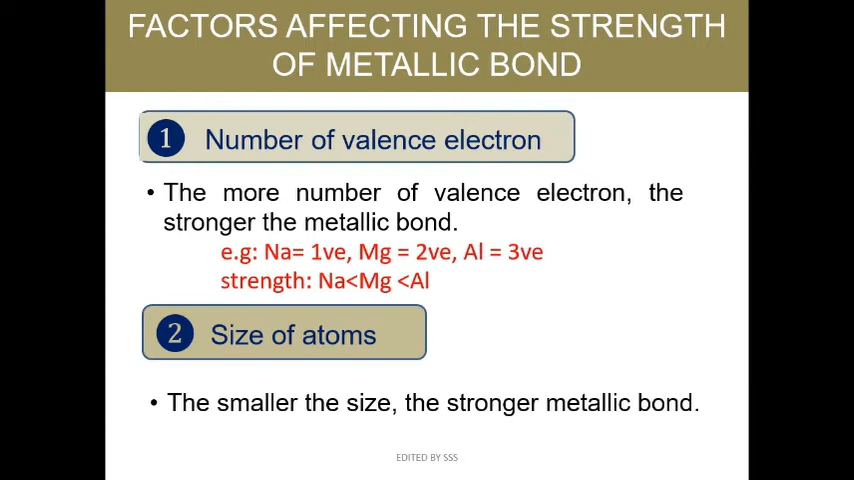 FACTORS AFFECTING THE STRENGTH
OF METALLIC BOND
1 Number of valence electron
• The more number of valence electron, the
stronger the metallic bond.
e.g: Na= 1ve, Mg = 2ve, Al = 3ve
strength: Na<Mg <Al
2 Size of atoms
• The smaller the size, the stronger metallic bond.
EDITED BY SSS